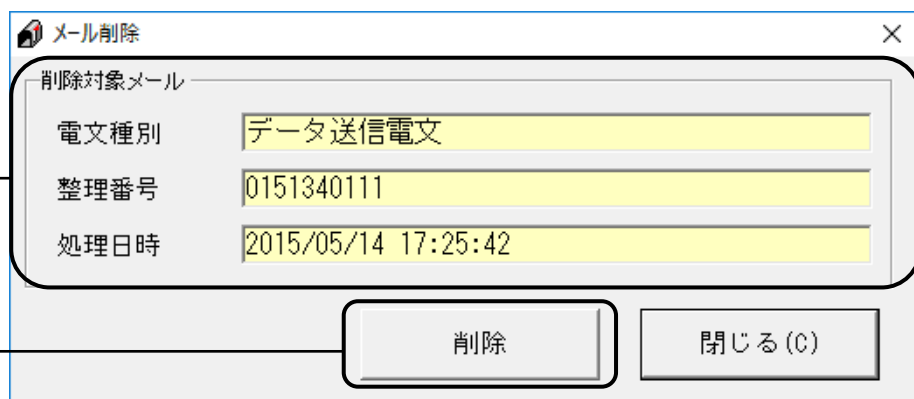 メール削除
削除対象メール
電文種別 データ送信電文
整理番号 0151340111
処理日時 2015/05/14 17:25:42
削除 閉じる(C)